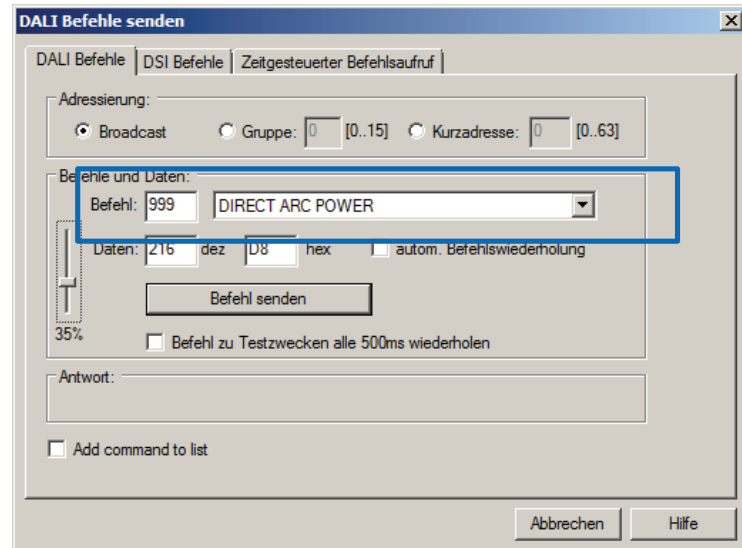 DALI Befehle senden
DALI Befehle DSI Befehle Zeitgesteuerter Befehlsaufruf
Adressierung:
Broadcast Gruppe: 0 [0..15] Kurzadresse: 0 [0..63]
Befehle und Daten:
Befehl: 999 DIRECT ARC POWER
Daten: 216 dez D8 hex autom. Befehlswiederholung
Befehl senden
35% Befehl zu Testzwecken alle 500ms wiederholen
Antwort:
Add command to list
Abbrechen Hilfe